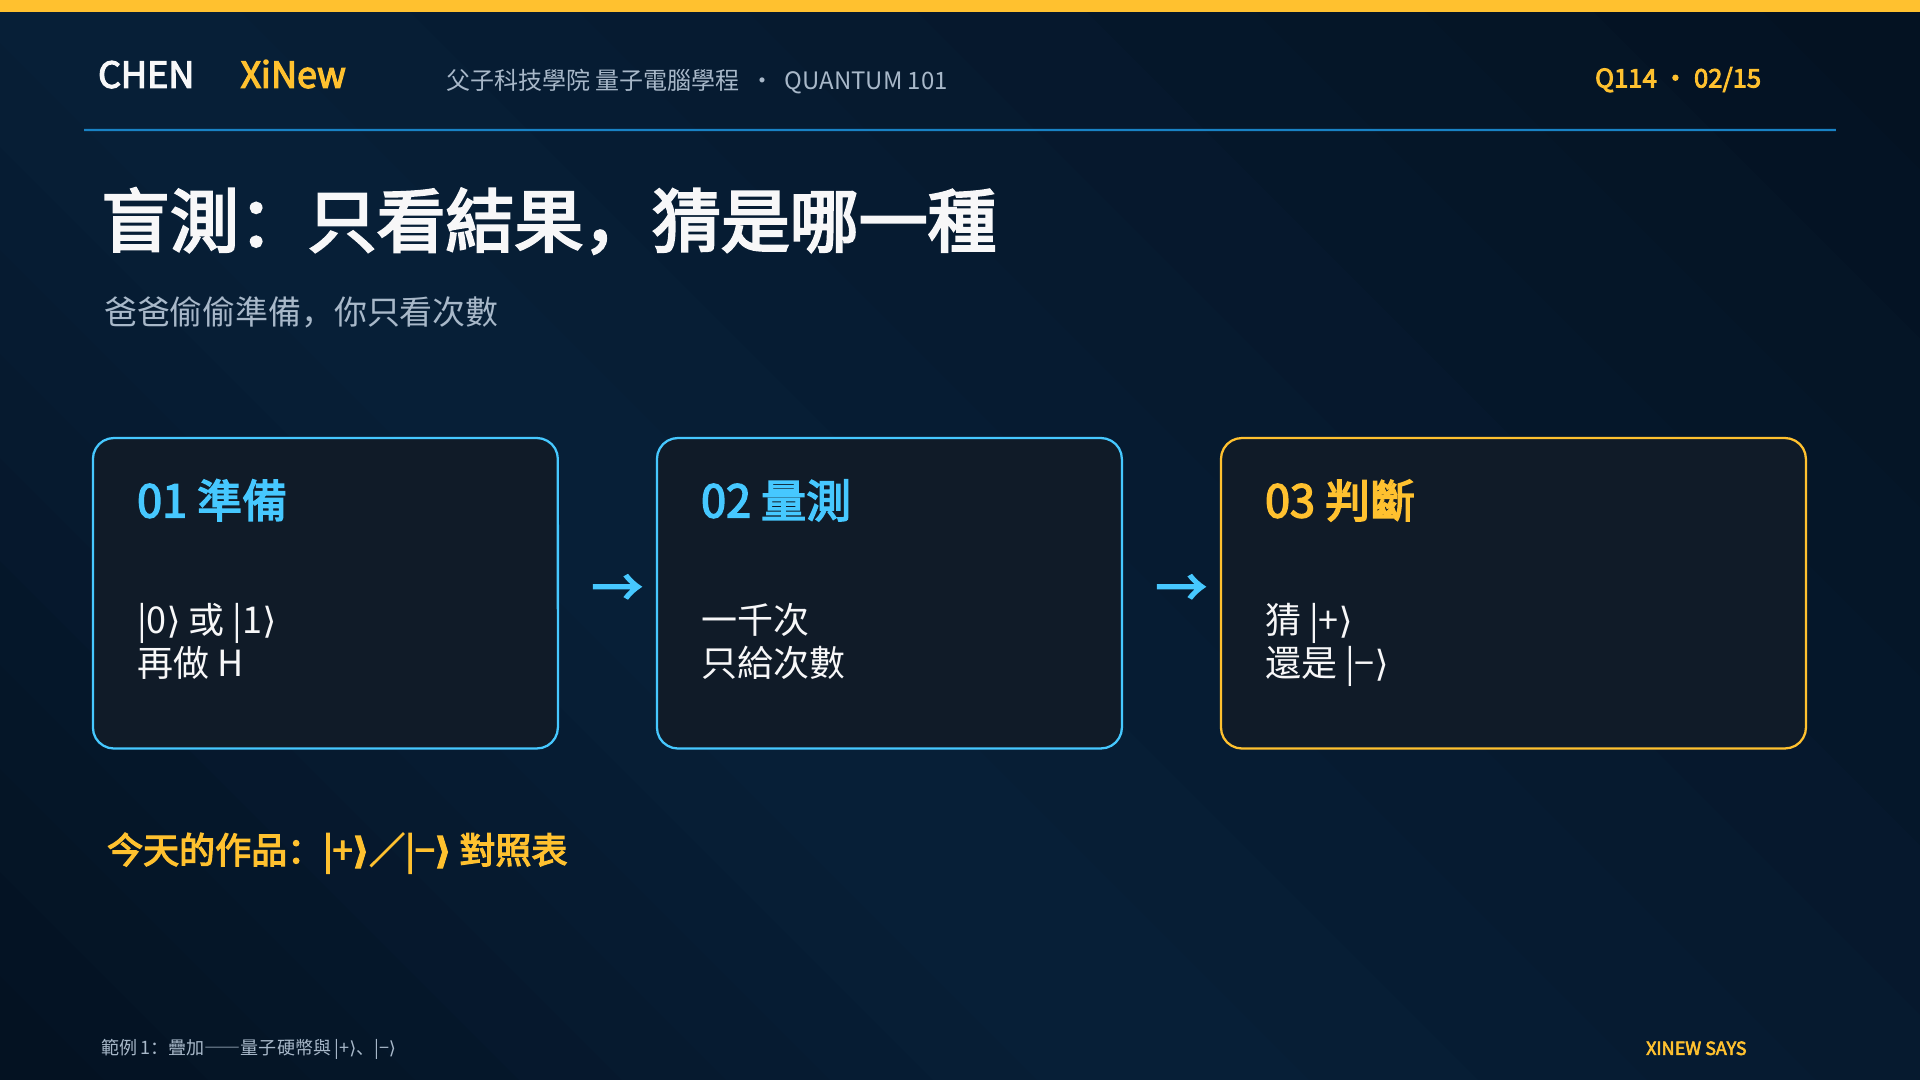 CHEN XiNew 父子科技學院 量子電腦學程 · QUANTUM 101 Q114 · 02/15
盲測：只看結果，猜是哪一種
爸爸偷偷準備，你只看次數
01 準備
|0⟩ 或 |1⟩
再做 H
→
02 量測
一千次
只給次數
→
03 判斷
猜 |+⟩
還是 |−⟩
今天的作品：|+⟩／|−⟩ 對照表
範例 1：疊加——量子硬幣與 |+⟩、|−⟩
XINEW SAYS